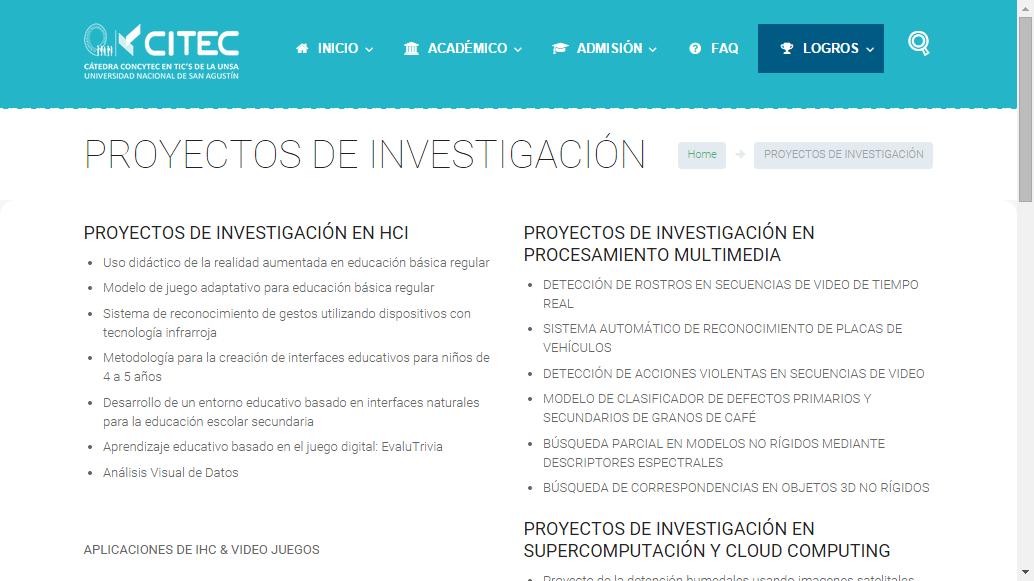 CITEC
CÁTEDRA CONCYTEC EN TIC'S DE LA UNSA
UNIVERSIDAD NACIONAL DE SAN AGUSTÍN
INICIO
ACADÉMICO
ADMISIÓN
FAQ
LOGROS
PROYECTOS DE INVESTIGACIÓN
Home
PROYECTOS DE INVESTIGACIÓN
PROYECTOS DE INVESTIGACIÓN EN HCI
Uso didáctico de la realidad aumentada en educación básica regular
Modelo de juego adaptativo para educación básica regular
Sistema de reconocimiento de gestos utilizando dispositivos con
tecnología infrarroja
Metodología para la creación de interfaces educativos para niños de
4 a 5 años
Desarrollo de un entorno educativo basado en interfaces naturales
para la educación escolar secundaria
Aprendizaje educativo basado en el juego digital: EvaluTrivia
Análisis Visual de Datos
APLICACIONES DE IHC & VIDEO JUEGOS
PROYECTOS DE INVESTIGACIÓN EN
PROCESAMIENTO MULTIMEDIA
DETECCIÓN DE ROSTROS EN SECUENCIAS DE VIDEO DE TIEMPO
REAL
SISTEMA AUTOMÁTICO DE RECONOCIMIENTO DE PLACAS DE
VEHÍCULOS
DETECCIÓN DE ACCIONES VIOLENTAS EN SECUENCIAS DE VIDEO
MODELO DE CLASIFICADOR DE DEFECTOS PRIMARIOS Y
SECUNDARIOS DE GRANOS DE CAFÉ
BÚSQUEDA PARCIAL EN MODELOS NO RÍGIDOS MEDIANTE
DESCRIPTORES ESPECTRALES
BÚSQUEDA DE CORRESPONDENCIAS EN OBJETOS 3D NO RÍGIDOS
PROYECTOS DE INVESTIGACIÓN EN
SUPERCOMPUTACIÓN Y CLOUD COMPUTING
Proyecto de la detención humedales usando imagenes satelitales